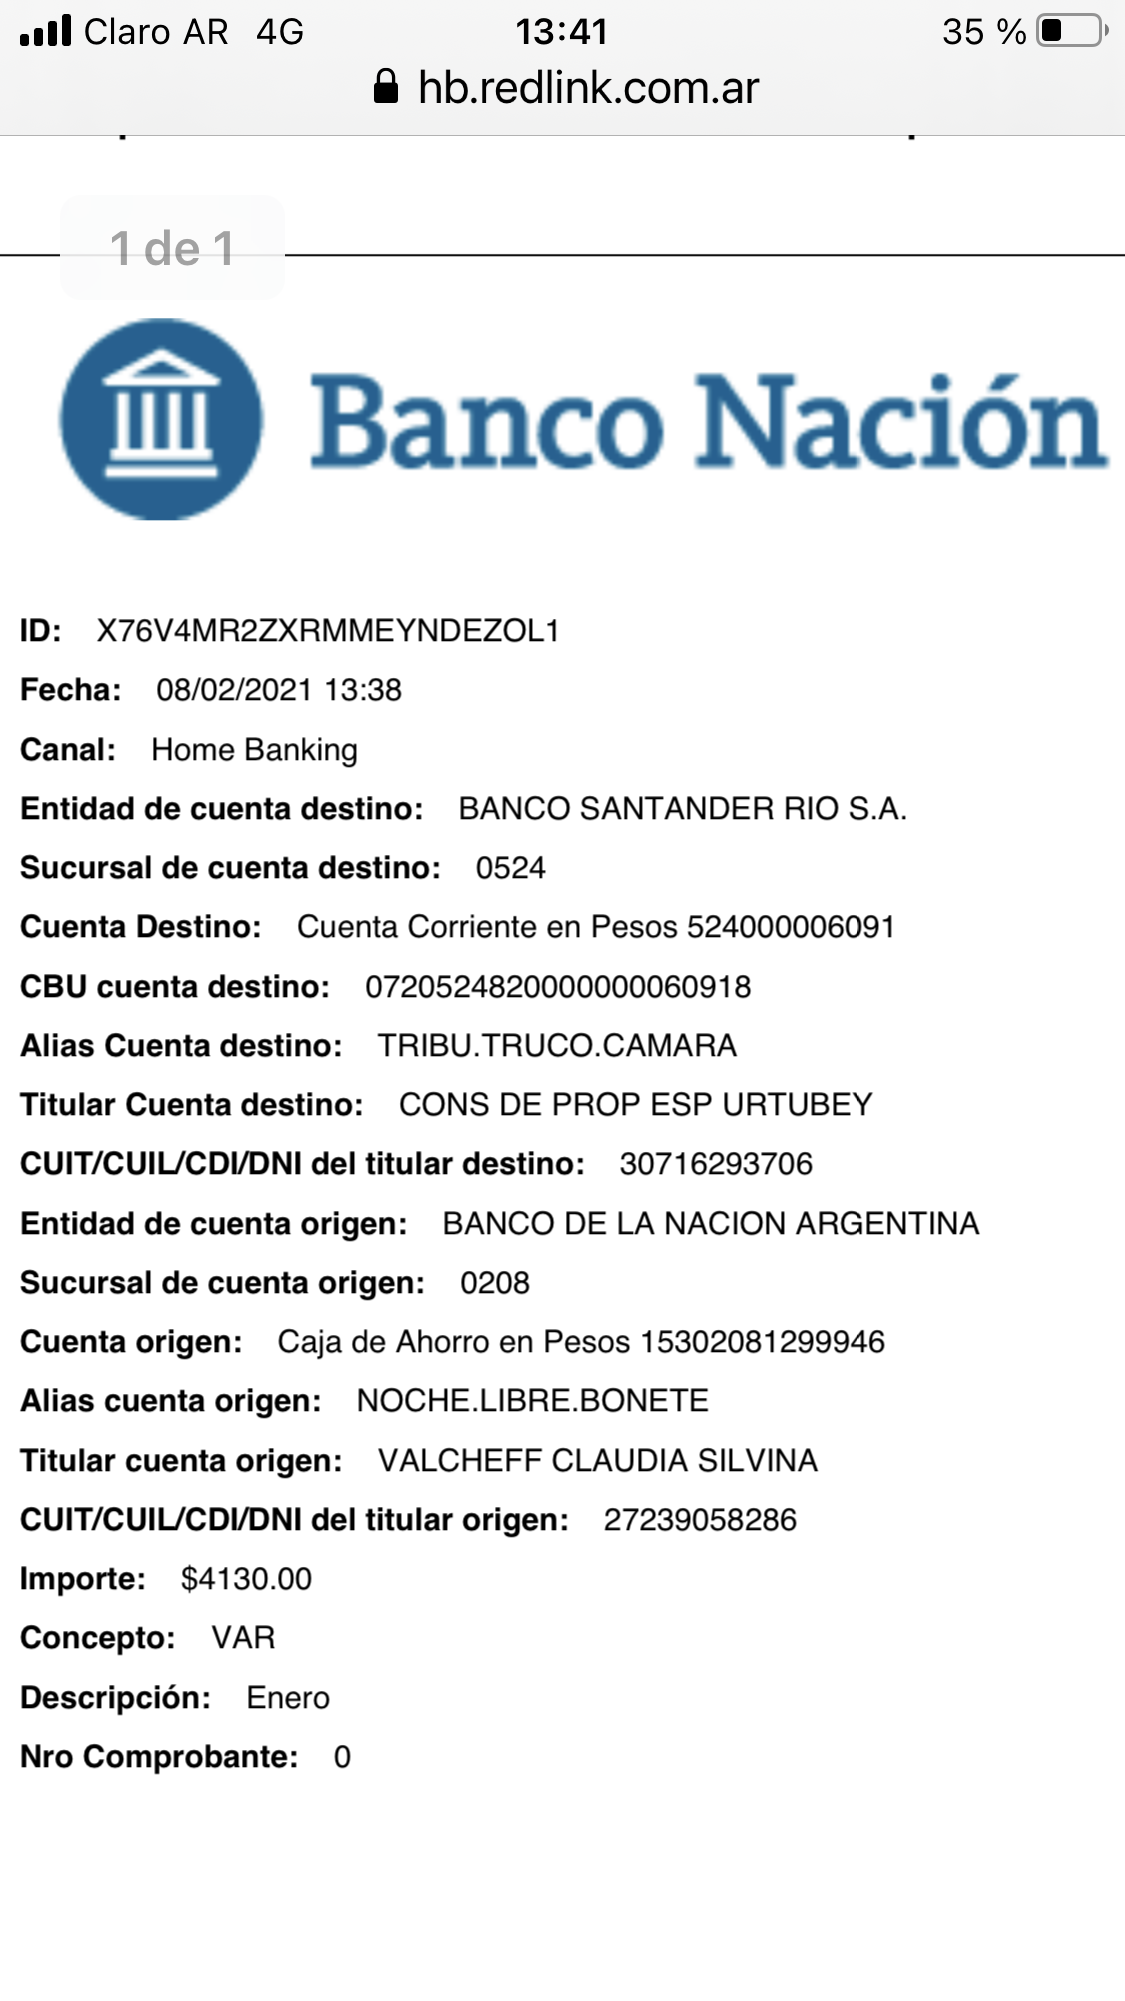 Claro AR 4G 13:41 35 %
hb.redlink.com.ar
1 de 1
Banco Nación
ID: X76V4MR2ZXRMMEYNDEZOL1
Fecha: 08/02/2021 13:38
Canal: Home Banking
Entidad de cuenta destino: BANCO SANTANDER RIO S.A.
Sucursal de cuenta destino: 0524
Cuenta Destino: Cuenta Corriente en Pesos 524000006091
CBU cuenta destino: 0720524820000000060918
Alias Cuenta destino: TRIBU.TRUCO.CAMARA
Titular Cuenta destino: CONS DE PROP ESP URTUBEY
CUIT/CUIL/CDI/DNI del titular destino: 30716293706
Entidad de cuenta origen: BANCO DE LA NACION ARGENTINA
Sucursal de cuenta origen: 0208
Cuenta origen: Caja de Ahorro en Pesos 15302081299946
Alias cuenta origen: NOCHE.LIBRE.BONETE
Titular cuenta origen: VALCHEFF CLAUDIA SILVINA
CUIT/CUIL/CDI/DNI del titular origen: 27239058286
Importe: $4130.00
Concepto: VAR
Descripción: Enero
Nro Comprobante: 0